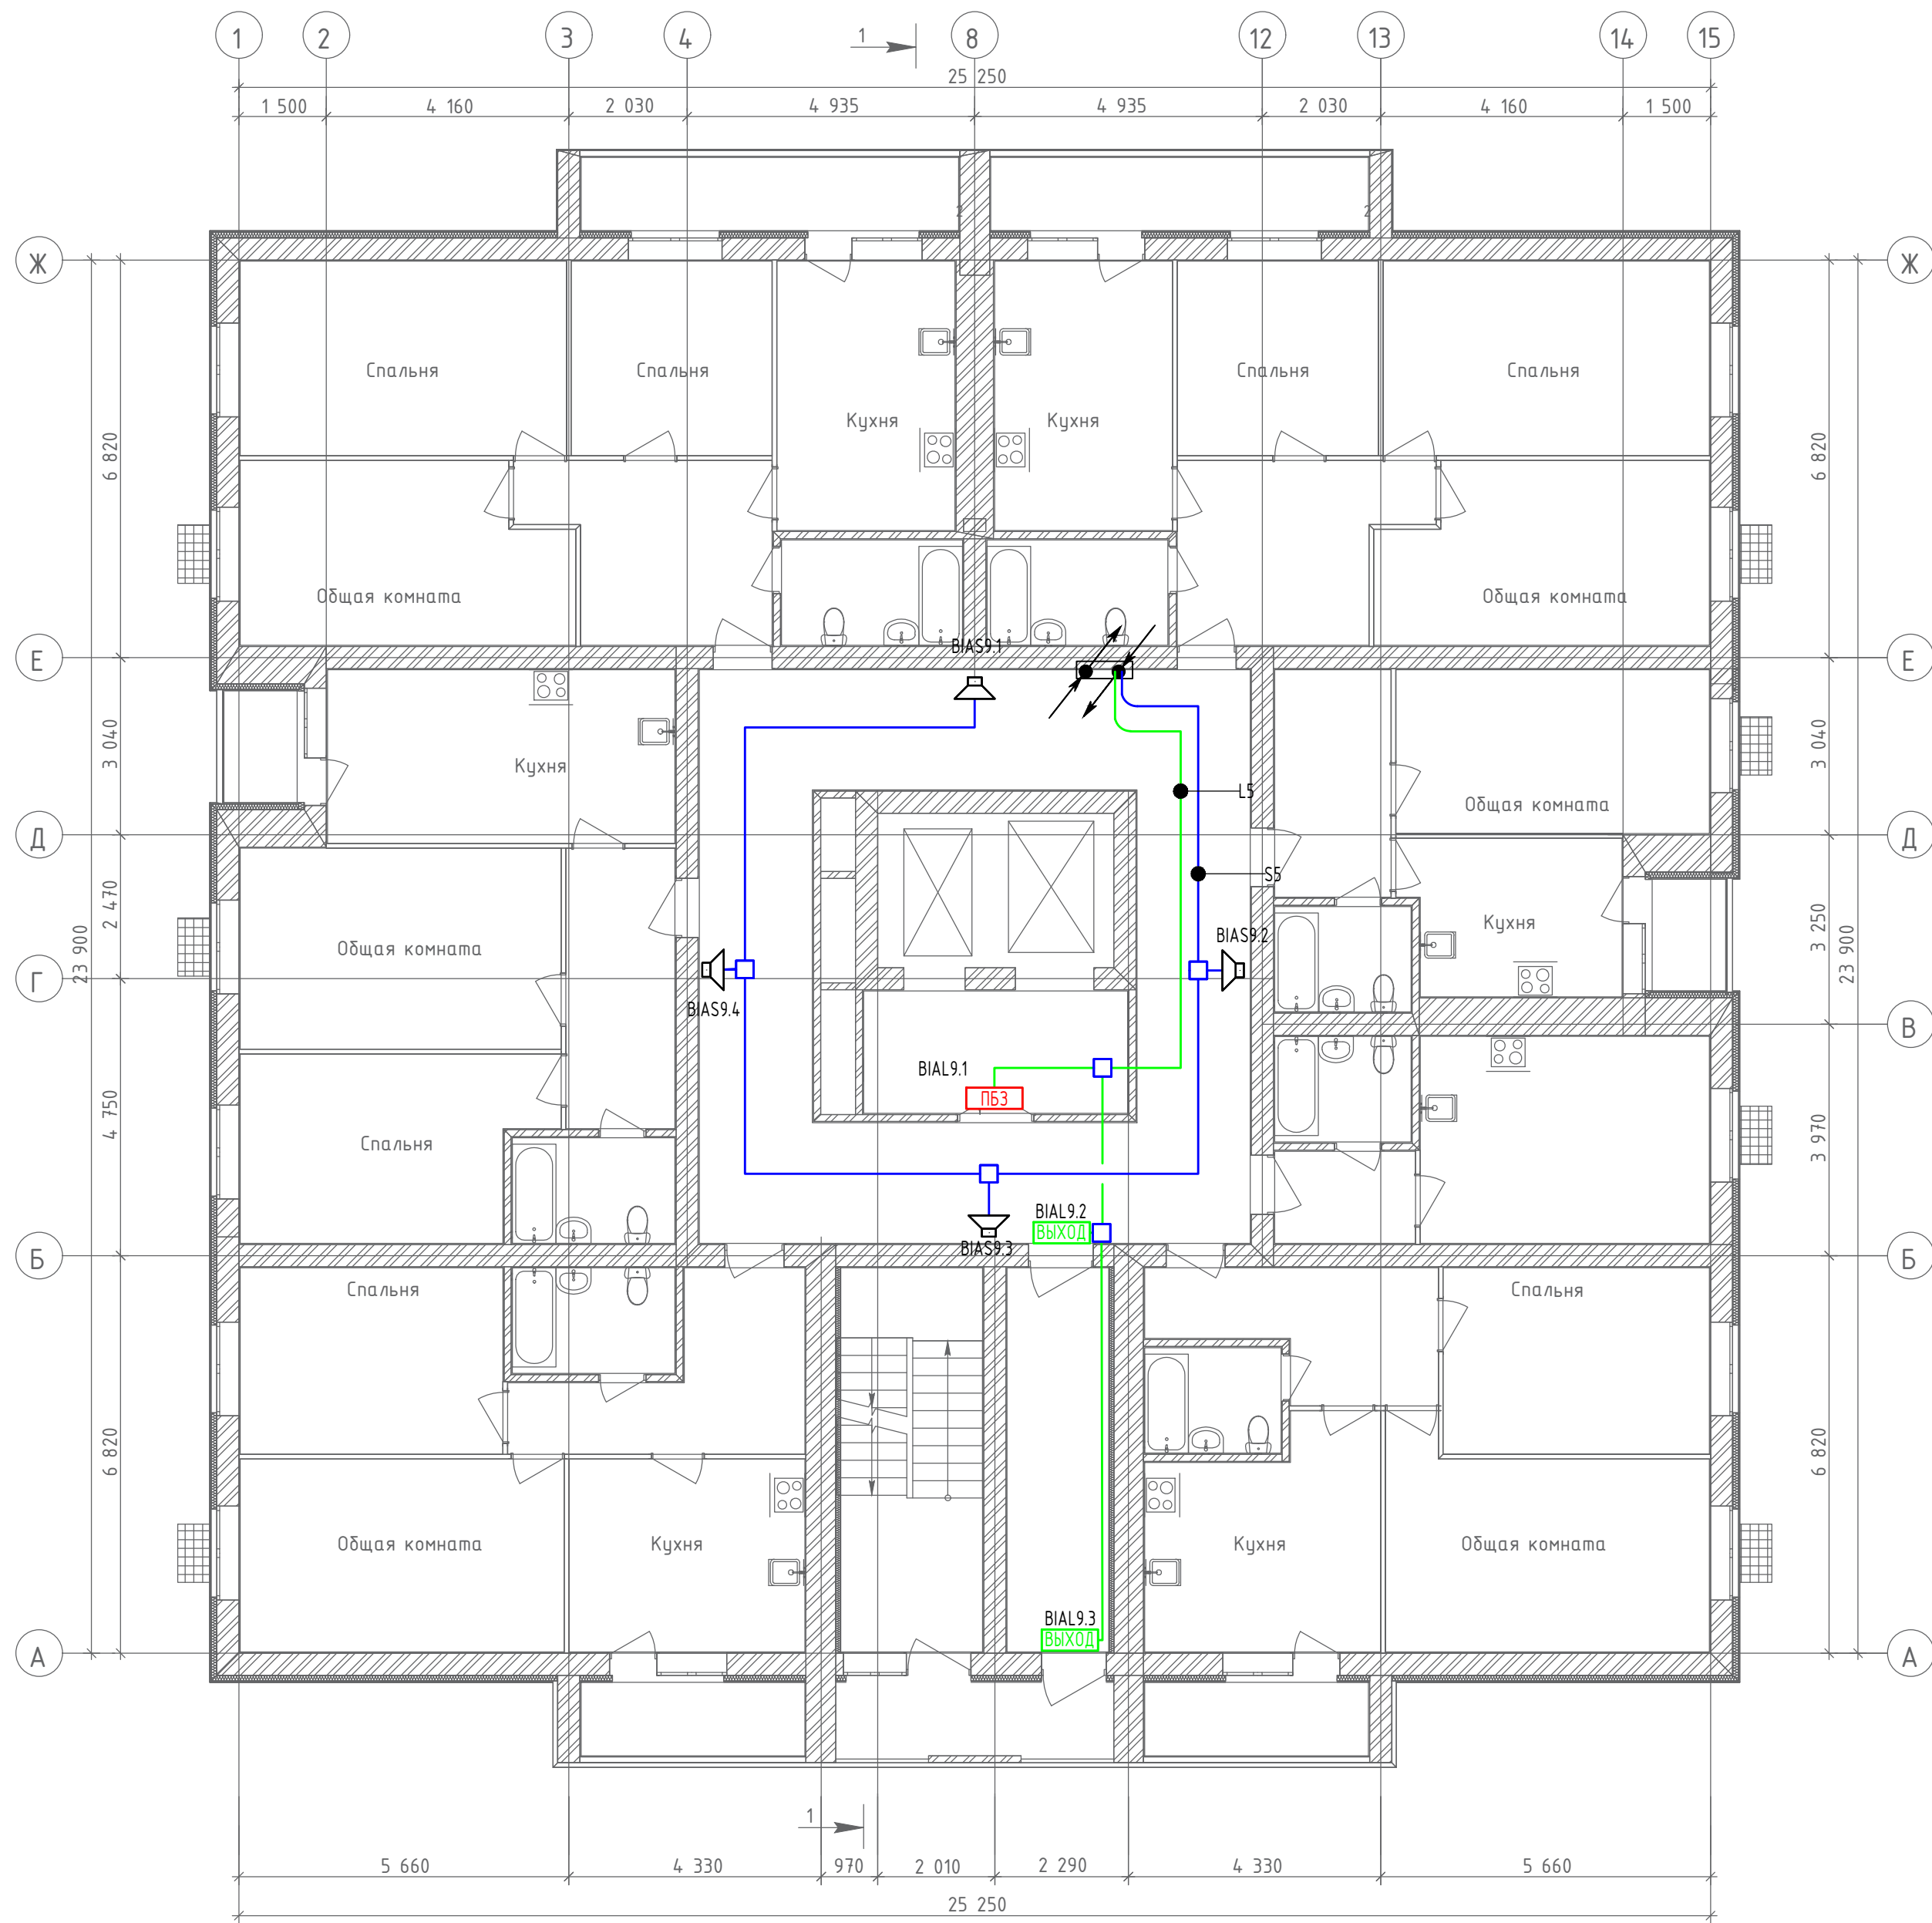 1
2
3
4
1
8
12
13
14
15
25 250
1 500
4 160
2 030
4 935
4 935
2 030
4 160
1 500
2
2
Ж
Ж
Спальня
Спальня
Спальня
Спальня
Кухня
Кухня
6 820
6 820
Общая комната
Общая комната
BIAS9.1
Е
Е
3 040
3 040
Кухня
L5
Общая комната
Д
Д
S5
2 470
Кухня
3 250
BIAS9.2
Общая комната
23 900
23 900
Г
BIAS9.4
В
BIAL9.1
ПБЗ
4 750
Спальня
3 970
BIAL9.2
ВЫХОД
BIAS9.3
Б
Б
Спальня
Спальня
6 820
6 820
Общая комната
Кухня
Кухня
Общая комната
BIAL9.3
ВЫХОД
А
А
1
5 660
4 330
970
2 010
2 290
4 330
5 660
25 250